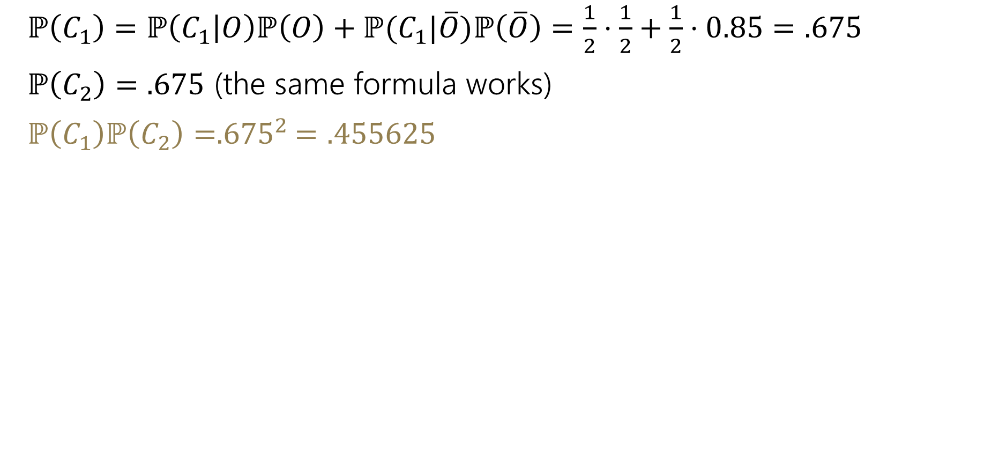 ℙ(C₁) = ℙ(C₁|O)ℙ(O) + ℙ(C₁|O̅)ℙ(O̅) = 1/2 · 1/2 + 1/2 · 0.85 = .675
ℙ(C₂) = .675 (the same formula works)
ℙ(C₁)ℙ(C₂) =.675² = .455625